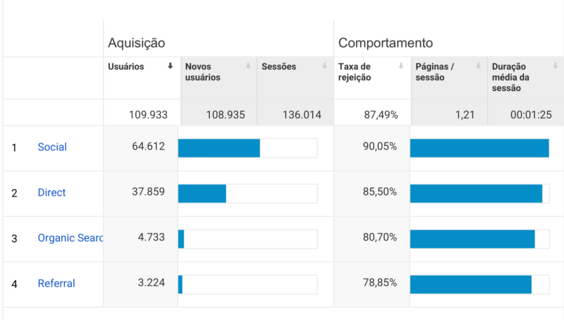 Aquisição Comportamento
Usuários Novos usuários Sessões Taxa de rejeição Páginas / sessão Duração média da sessão
109.933 108.935 136.014 87,49% 1,21 00:01:25
1 Social 64.612 90,05%
2 Direct 37.859 85,50%
3 Organic Searc 4.733 80,70%
4 Referral 3.224 78,85%